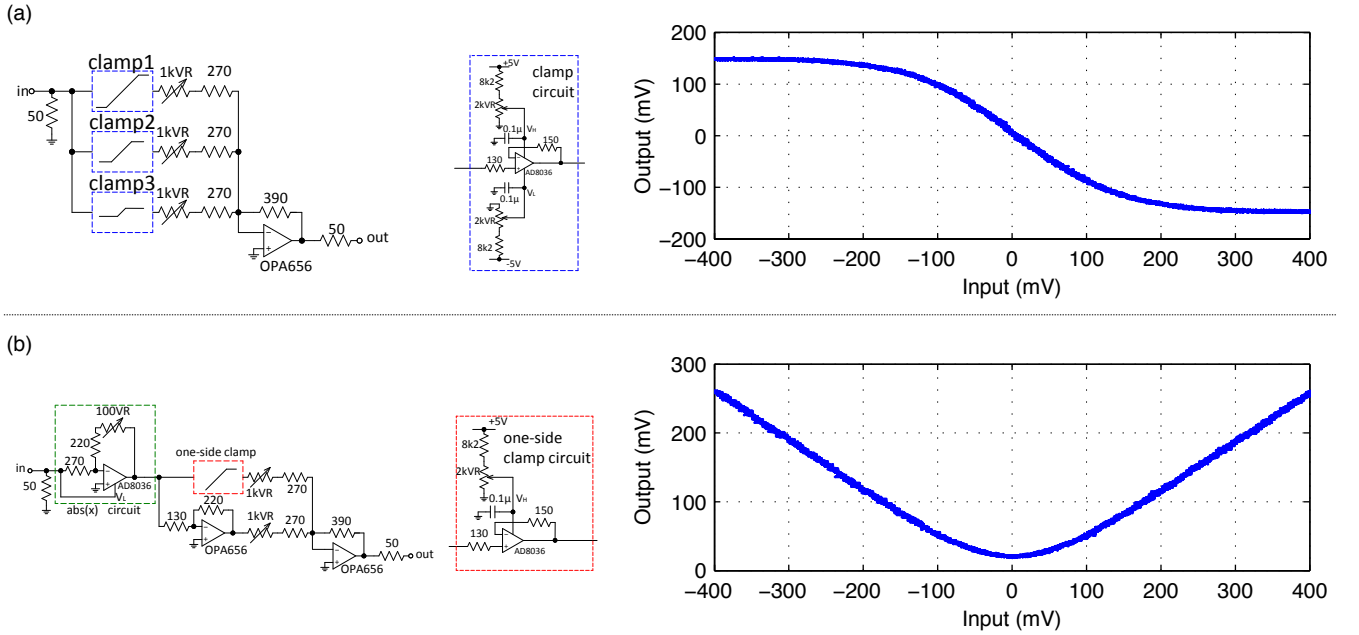 (a)
clamp1
1kVR 270
in
50
clamp2
1kVR 270
clamp3
1kVR 270
390
50
out
OPA656
+5V
clamp
circuit
8k2
2kVR
0.1μ VH
150
130
AD8036
VL
0.1μ
2kVR
8k2
-5V
200
100
0
−100
−200
Output (mV)
−400 −300 −200 −100 0 100 200 300 400
Input (mV)
(b)
100VR
220
in
270
50
AD8036
VL
abs(x) circuit
one-side clamp
1kVR
270
220
130
OPA656
1kVR
270
390
50
out
OPA656
+5V
one-side
clamp circuit
8k2
2kVR
0.1μ VH
150
130
AD8036
300
200
100
0
Output (mV)
−400 −300 −200 −100 0 100 200 300 400
Input (mV)